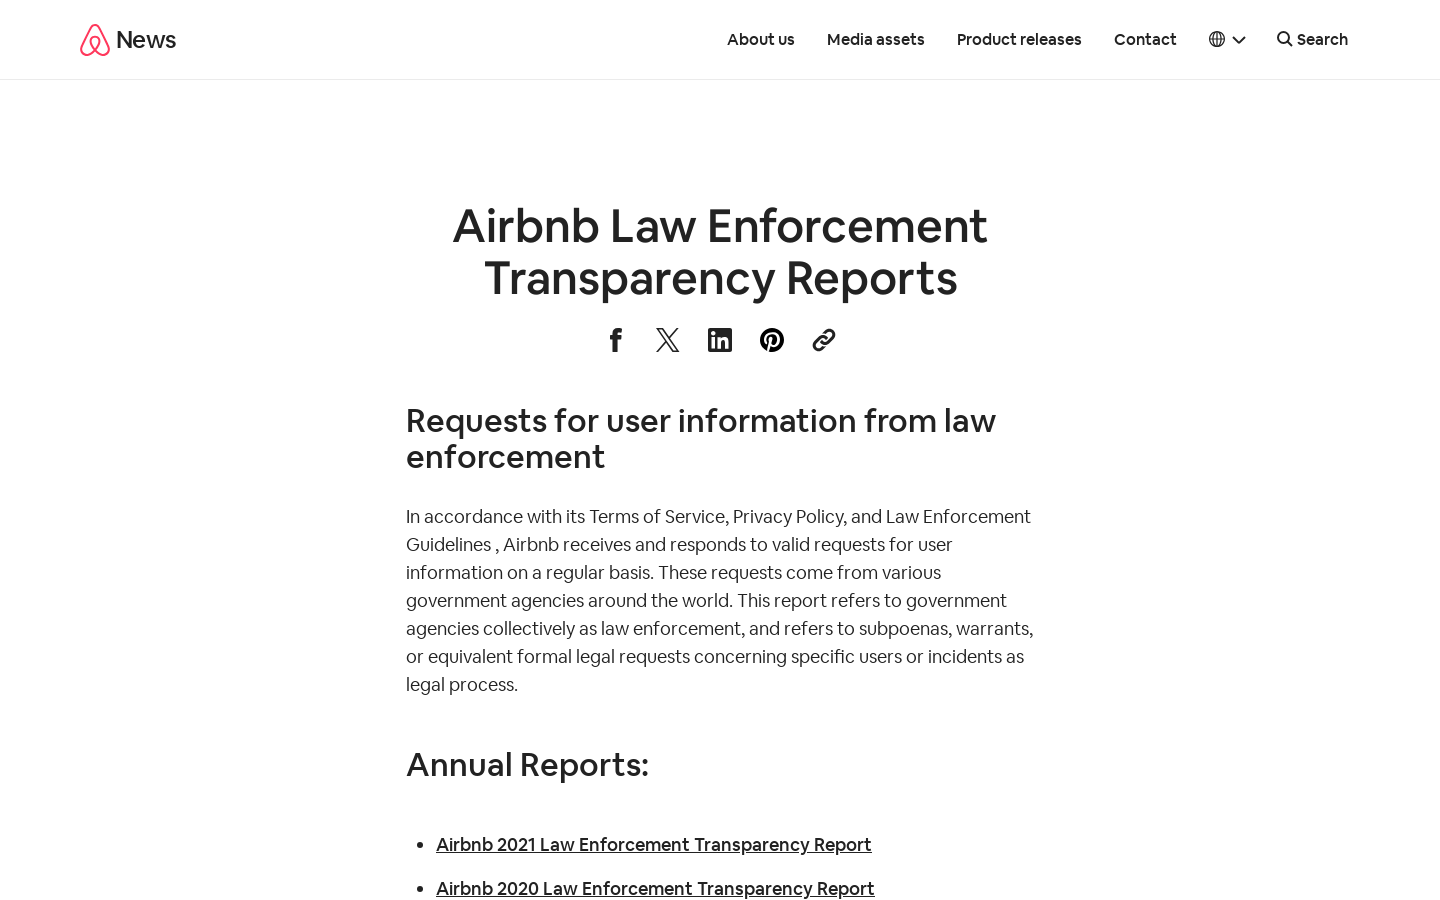 News
About us
Media assets
Product releases
Contact
Search
Airbnb Law Enforcement
Transparency Reports
Requests for user information from law
enforcement
In accordance with its Terms of Service, Privacy Policy, and Law Enforcement
Guidelines , Airbnb receives and responds to valid requests for user
information on a regular basis. These requests come from various
government agencies around the world. This report refers to government
agencies collectively as law enforcement, and refers to subpoenas, warrants,
or equivalent formal legal requests concerning specific users or incidents as
legal process.
Annual Reports:
Airbnb 2021 Law Enforcement Transparency Report
Airbnb 2020 Law Enforcement Transparency Report